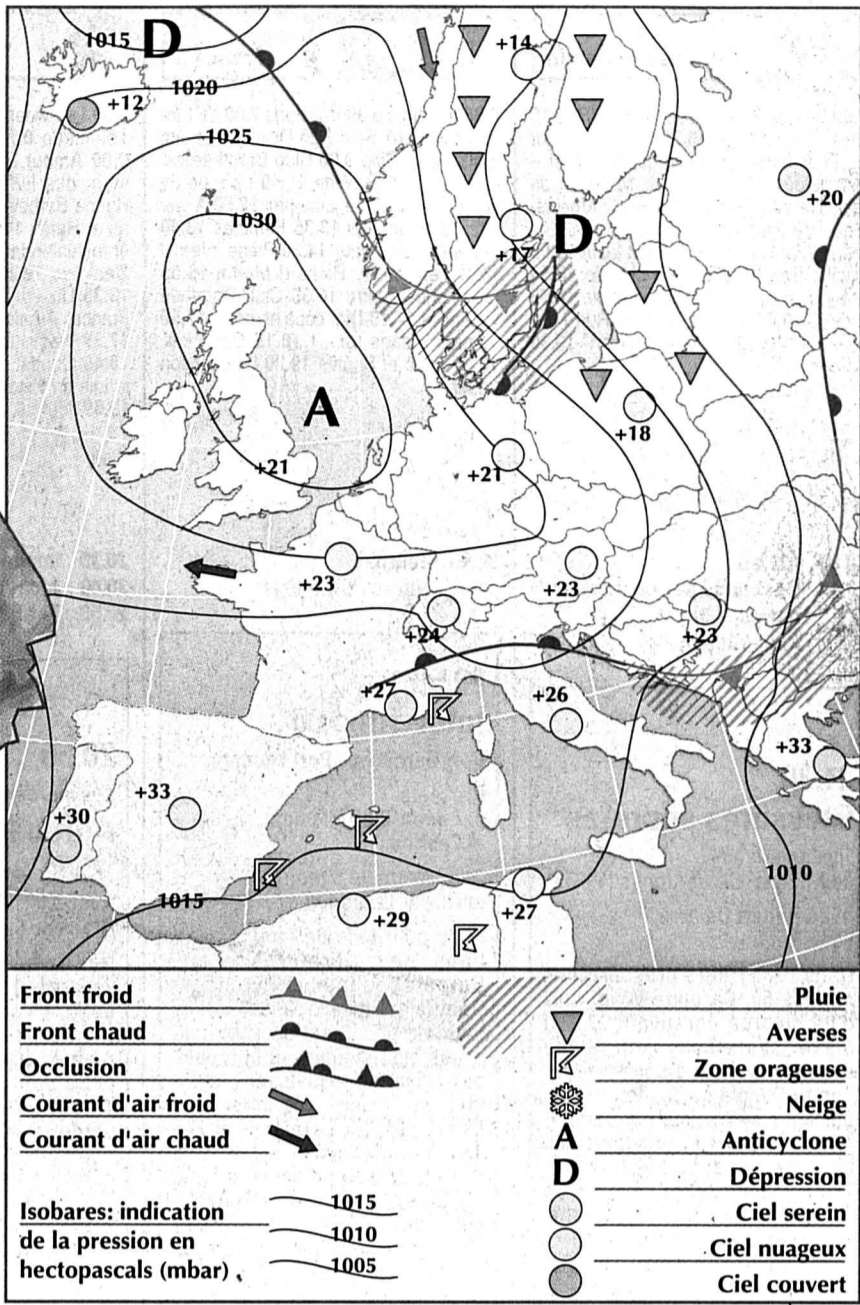 1015 D
+14
1020
+12
1025
+20
1030
D
+17
A
+18
+21
+21
+23
+23
+24
+23
+27
+26
+33
+33
+30
1010
1015
+29
+27
Front froid
Front chaud
Occlusion
Courant d'air froid
Courant d'air chaud
Isobares: indication
de la pression en
hectopascals (mbar)
1015
1010
1005
Pluie
Averses
Zone orageuse
Neige
A Anticyclone
D Dépression
Ciel serein
Ciel nuageux
Ciel couvert